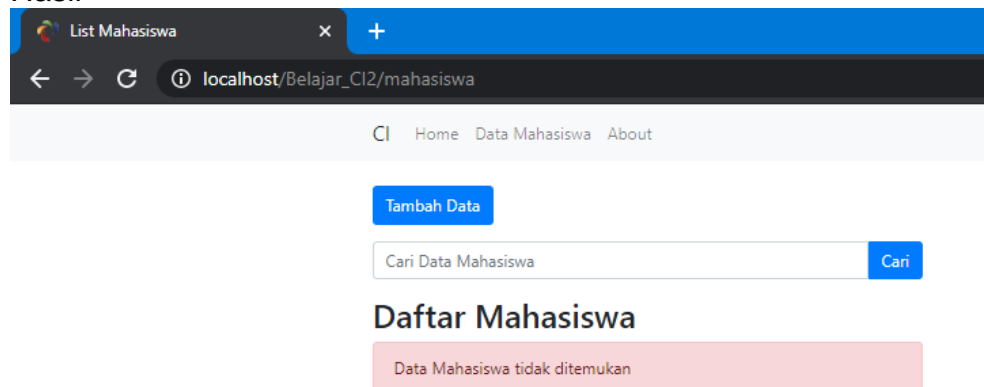 List Mahasiswa
localhost/Belajar_CI2/mahasiswa
CI Home Data Mahasiswa About
Tambah Data
Cari Data Mahasiswa Cari
Daftar Mahasiswa
Data Mahasiswa tidak ditemukan